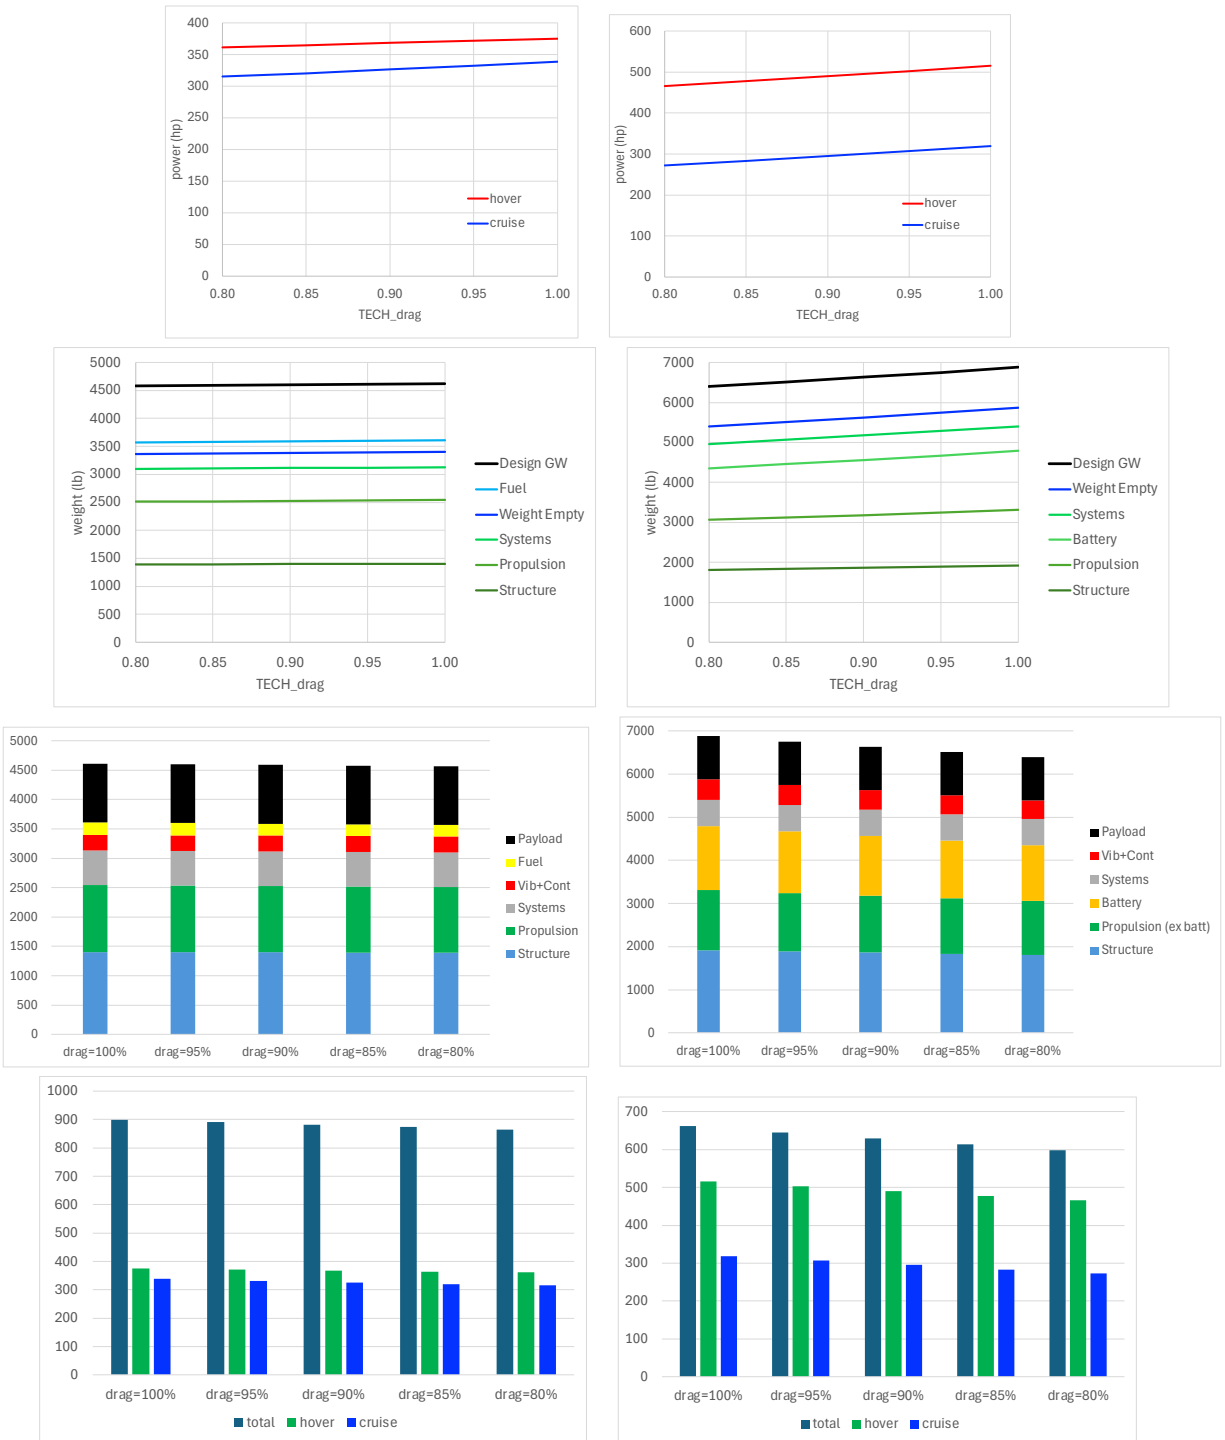 400
350
300
250
200
150
100
50
0
power (hp)
hover
cruise
0.80 0.85 0.90 0.95 1.00
TECH_drag
600
500
400
300
200
100
0
power (hp)
hover
cruise
0.80 0.85 0.90 0.95 1.00
TECH_drag
5000
4500
4000
3500
3000
2500
2000
1500
1000
500
0
weight (lb)
Design GW
Fuel
Weight Empty
Systems
Propulsion
Structure
0.80 0.85 0.90 0.95 1.00
TECH_drag
7000
6000
5000
4000
3000
2000
1000
0
weight (lb)
Design GW
Weight Empty
Systems
Battery
Propulsion
Structure
0.80 0.85 0.90 0.95 1.00
TECH_drag
5000
4500
4000
3500
3000
2500
2000
1500
1000
500
0
Payload
Fuel
Vib+Cont
Systems
Propulsion
Structure
drag=100% drag=95% drag=90% drag=85% drag=80%
7000
6000
5000
4000
3000
2000
1000
0
Payload
Vib+Cont
Systems
Battery
Propulsion (ex batt)
Structure
drag=100% drag=95% drag=90% drag=85% drag=80%
1000
900
800
700
600
500
400
300
200
100
0
drag=100% drag=95% drag=90% drag=85% drag=80%
total hover cruise
700
600
500
400
300
200
100
0
drag=100% drag=95% drag=90% drag=85% drag=80%
total hover cruise